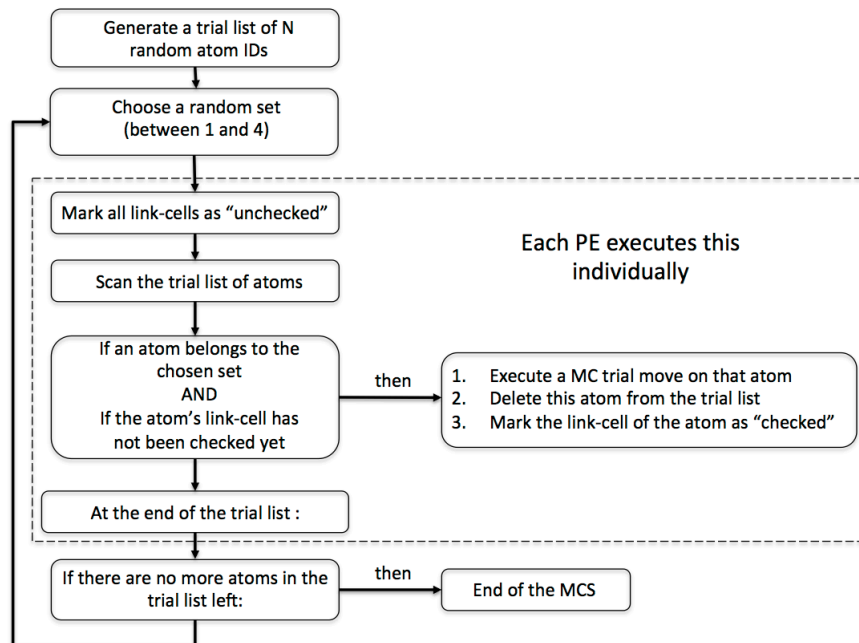 Generate a trial list of N
random atom IDs
Choose a random set
(between 1 and 4)
Mark all link-cells as “unchecked”
Each PE executes this
individually
Scan the trial list of atoms
If an atom belongs to the
chosen set
AND
If the atom’s link-cell has
not been checked yet
then
1. Execute a MC trial move on that atom
2. Delete this atom from the trial list
3. Mark the link-cell of the atom as “checked”
At the end of the trial list :
If there are no more atoms in the
trial list left:
then
End of the MCS